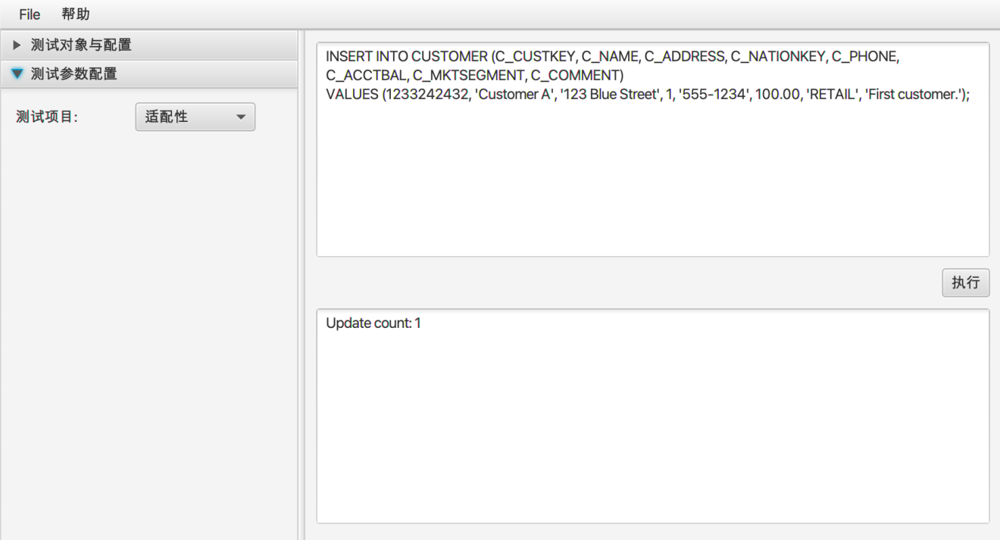 File 帮助
测试对象与配置
测试参数配置
测试项目: 适配性
INSERT INTO CUSTOMER (C_CUSTKEY, C_NAME, C_ADDRESS, C_NATIONKEY, C_PHONE,
C_ACCTBAL, C_MKTSEGMENT, C_COMMENT)
VALUES (1233242432, 'Customer A', '123 Blue Street', 1, '555-1234', 100.00, 'RETAIL', 'First customer.');
执行
Update count: 1